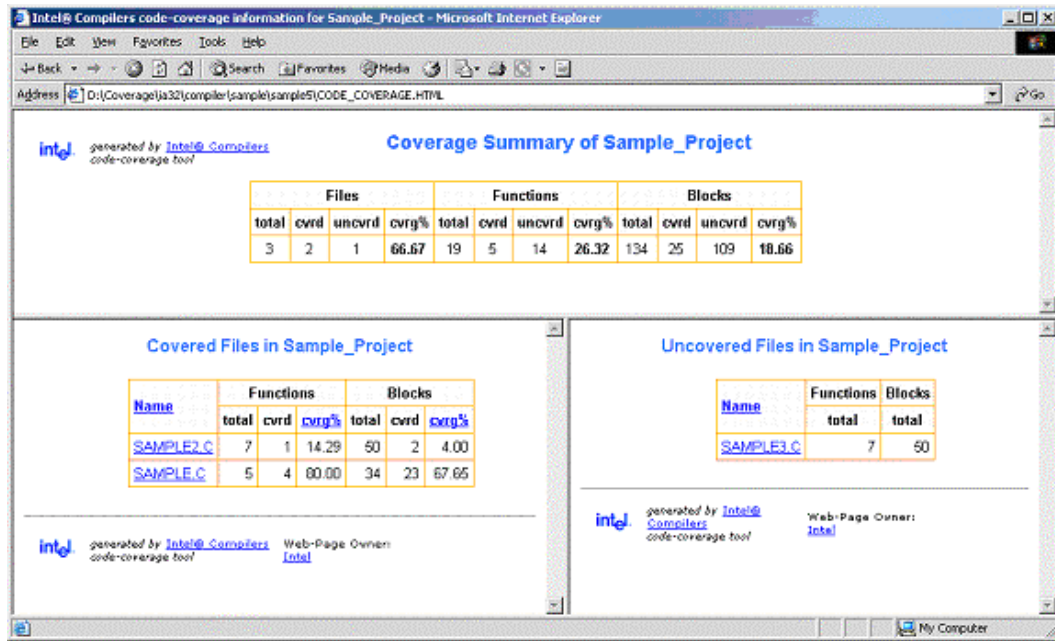 Intel® Compilers code-coverage information for Sample_Project - Microsoft Internet Explorer
File Edit View Favorites Tools Help
Back Search Favorites Media
Address D:\Coverage\ia32\compiler\sample\sample5\CODE_COVERAGE.HTML Go
intel. generated by Intel® Compilers
code-coverage tool
Coverage Summary of Sample_Project
Files Functions Blocks
total cvrd uncvrd cvrg% total cvrd uncvrd cvrg% total cvrd uncvrd cvrg%
3 2 1 66.67 19 5 14 26.32 134 25 109 18.66
Covered Files in Sample_Project
Name Functions Blocks
total cvrd cvrg% total cvrd cvrg%
SAMPLE2.C 7 1 14.29 50 2 4.00
SAMPLE.C 5 4 80.00 34 23 67.65
intel. generated by Intel® Compilers
code-coverage tool
Web-Page Owner:
Intel
Uncovered Files in Sample_Project
Name Functions Blocks
total total
SAMPLE3.C 7 50
intel. generated by Intel®
Compilers
code-coverage tool
Web-Page Owner:
Intel
My Computer